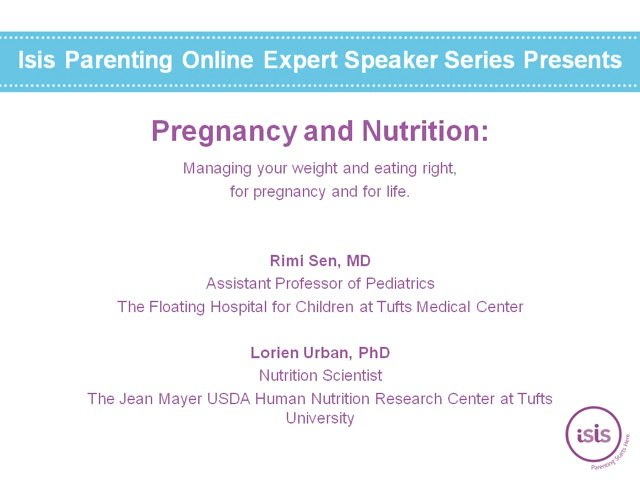 Isis Parenting Online Expert Speaker Series Presents
Pregnancy and Nutrition:
Managing your weight and eating right,
for pregnancy and for life.
Rimi Sen, MD
Assistant Professor of Pediatrics
The Floating Hospital for Children at Tufts Medical Center
Lorien Urban, PhD
Nutrition Scientist
The Jean Mayer USDA Human Nutrition Research Center at Tufts
University
isis
Parenting Starts Here.